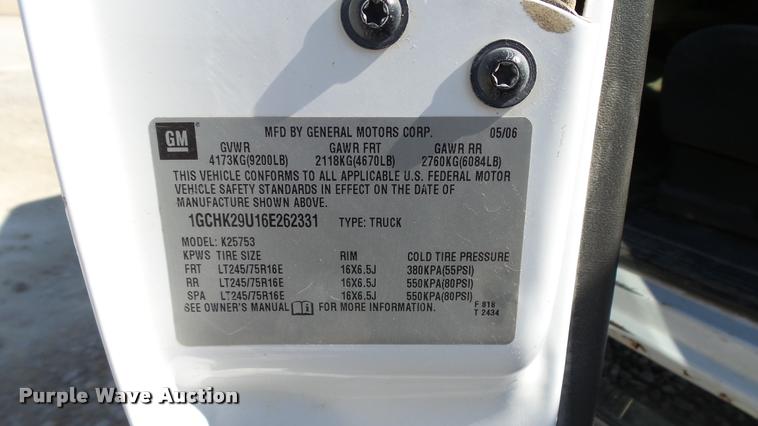 GM
MFD BY GENERAL MOTORS CORP. 05/06
GVWR GAWR FRT GAWR RR
4173KG(9200LB) 2118KG(4670LB) 2760KG(6084LB)
THIS VEHICLE CONFORMS TO ALL APPLICABLE U.S. FEDERAL MOTOR
VEHICLE SAFETY STANDARDS IN EFFECT ON THE DATE OF
MANUFACTURE SHOWN ABOVE.
1GCHK29U16E262331 TYPE: TRUCK
MODEL: K25753
KPWS TIRE SIZE RIM COLD TIRE PRESSURE
FRT LT245/75R16E 16X6.5J 380KPA(55PSI)
RR LT245/75R16E 16X6.5J 550KPA(80PSI)
SPA LT245/75R16E 16X6.5J 550KPA(80PSI)
SEE OWNER'S MANUAL FOR MORE INFORMATION.
F 818
T 2434
Purple Wave Auction